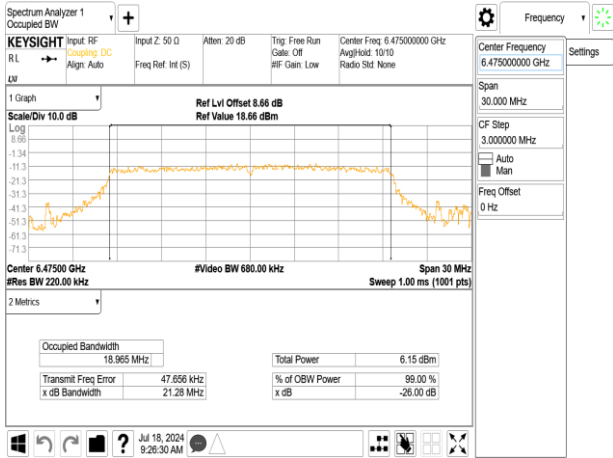 Spectrum Analyzer 1
Occupied BW
+
Frequency
KEYSIGHT
RL
Input: RF
Coupling: DC
Align: Auto
Input Z: 50 Ω
Freq Ref: Int (S)
Atten: 20 dB
Trig: Free Run
Gate: Off
#IF Gain: Low
Center Freq: 6.475000000 GHz
Avg|Hold: 10/10
Radio Std: None
Center Frequency
6.475000000 GHz
Settings
Span
30.000 MHz
CF Step
3.000000 MHz
Auto
Man
Freq Offset
0 Hz
1 Graph
Scale/Div 10.0 dB
Ref Lvl Offset 8.66 dB
Ref Value 18.66 dBm
Log
8.66
-1.34
-11.3
-21.3
-31.3
-41.3
-51.3
-61.3
-71.3
Center 6.47500 GHz
#Video BW 680.00 kHz
Span 30 MHz
#Res BW 220.00 kHz
Sweep 1.00 ms (1001 pts)
2 Metrics
Occupied Bandwidth
18.965 MHz
Total Power 6.15 dBm
Transmit Freq Error 47.656 kHz
% of OBW Power 99.00 %
x dB Bandwidth 21.28 MHz
x dB -26.00 dB
?
Jul 18, 2024
9:26:30 AM